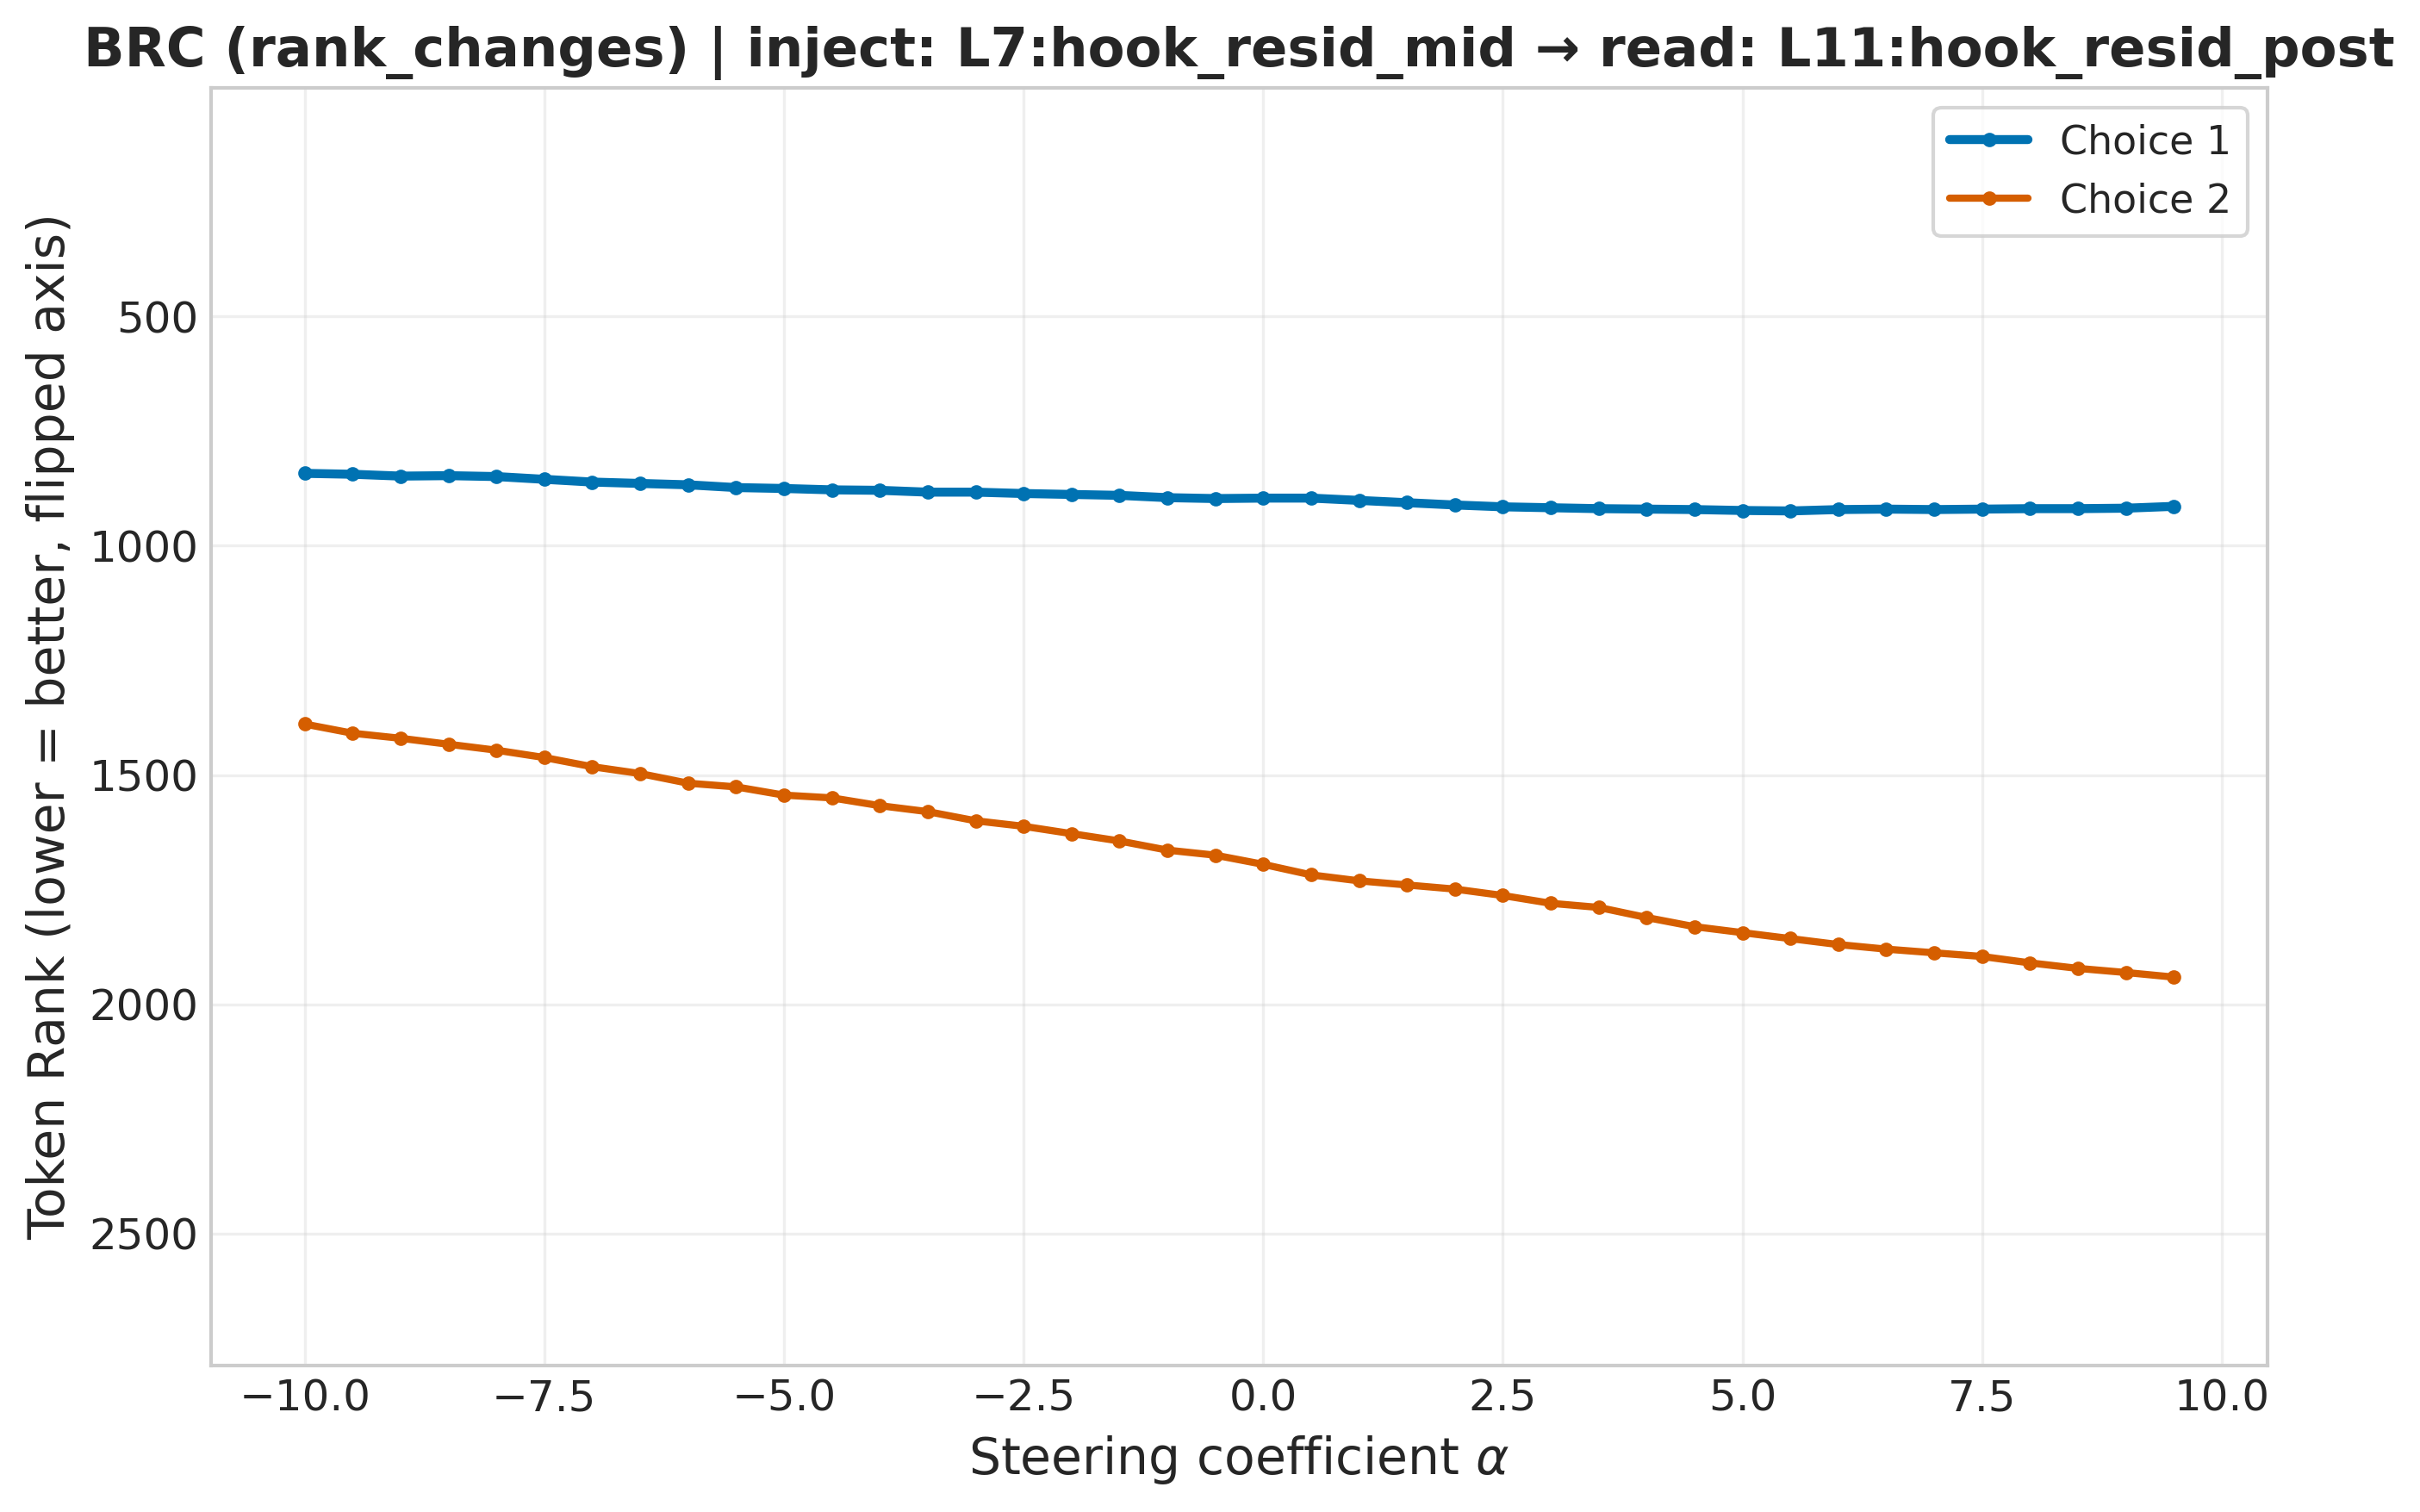 BRC (rank_changes) | inject: L7:hook_resid_mid → read: L11:hook_resid_post
Choice 1
Choice 2
Token Rank (lower = better, flipped axis)
500
1000
1500
2000
2500
−10.0 −7.5 −5.0 −2.5 0.0 2.5 5.0 7.5 10.0
Steering coefficient α